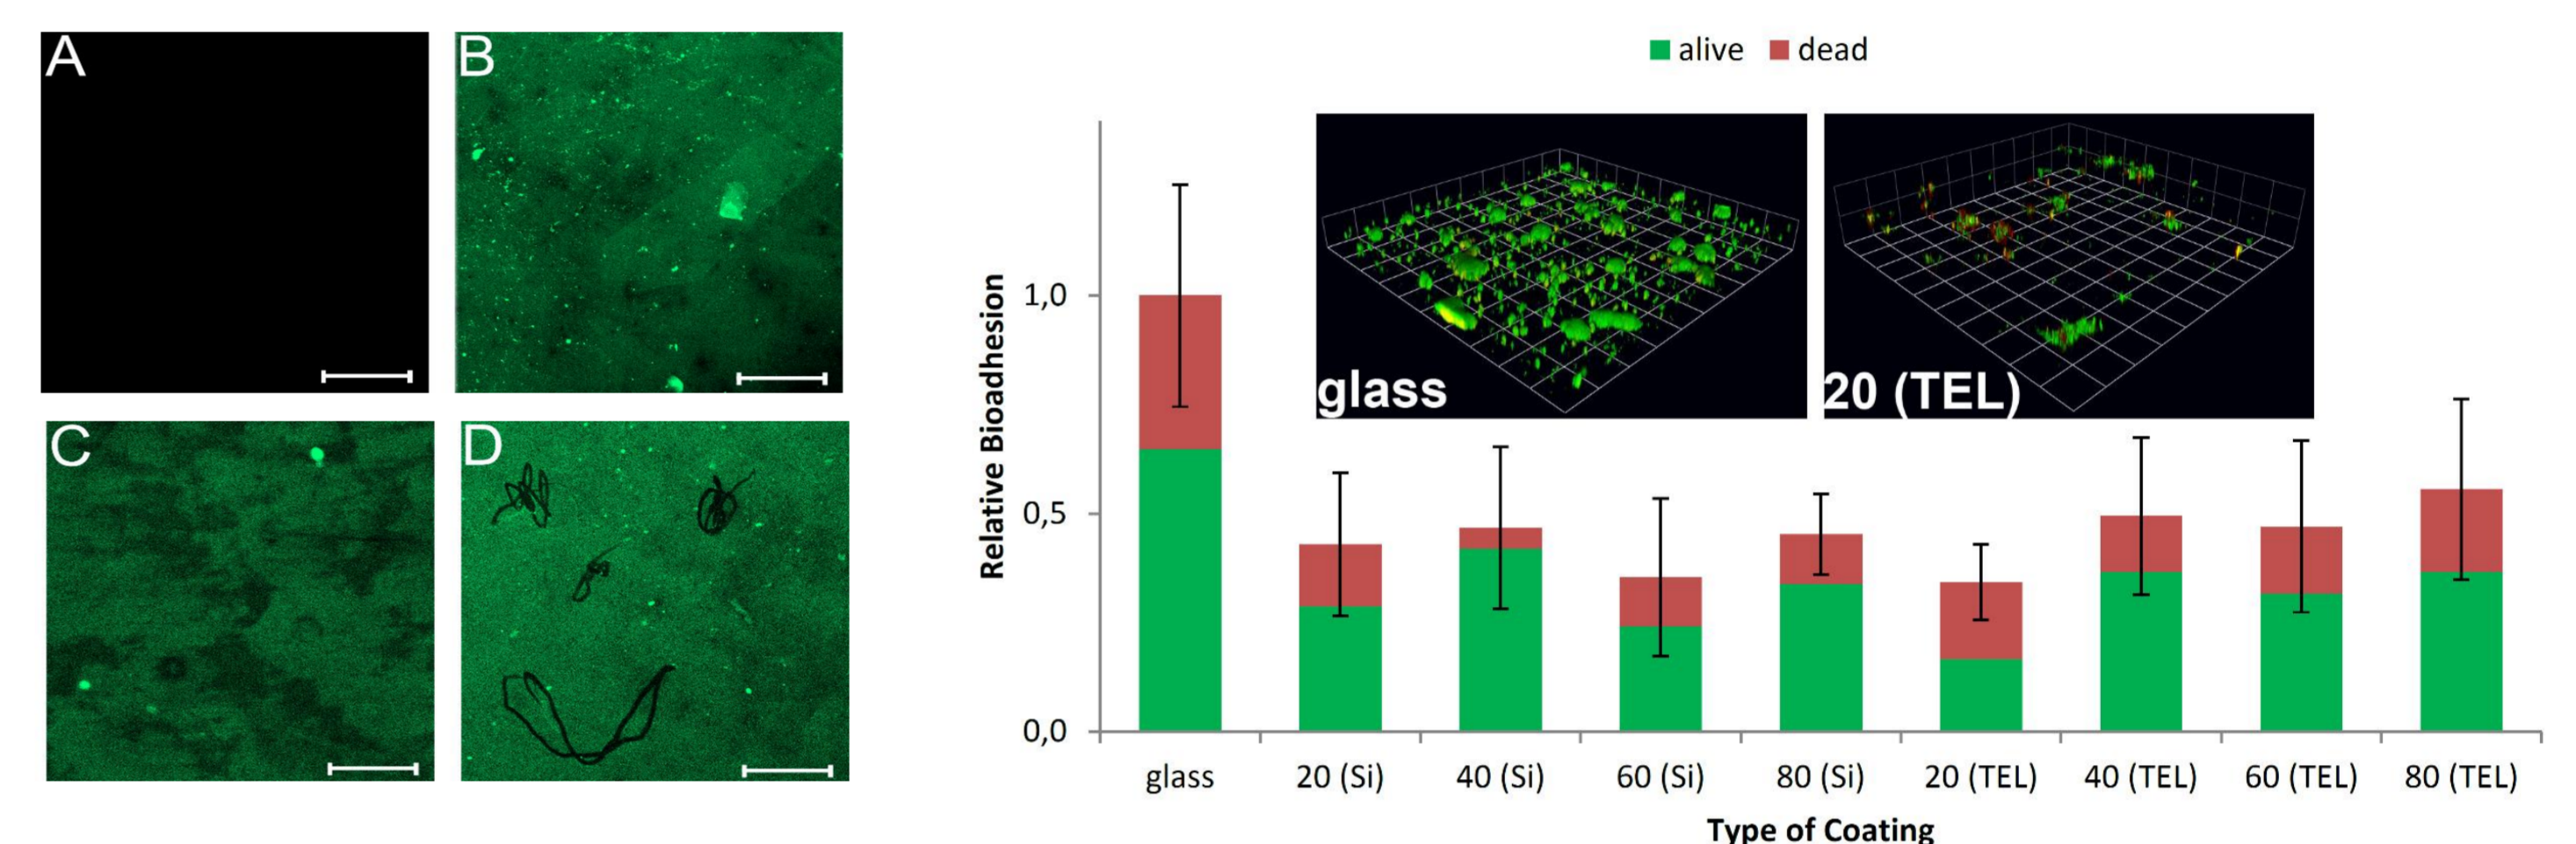 A
B
C
D
alive dead
glass
20 (TEL)
Relative Bioadhesion
1,0
0,5
0,0
glass 20 (Si) 40 (Si) 60 (Si) 80 (Si) 20 (TEL) 40 (TEL) 60 (TEL) 80 (TEL)
Type of Coating